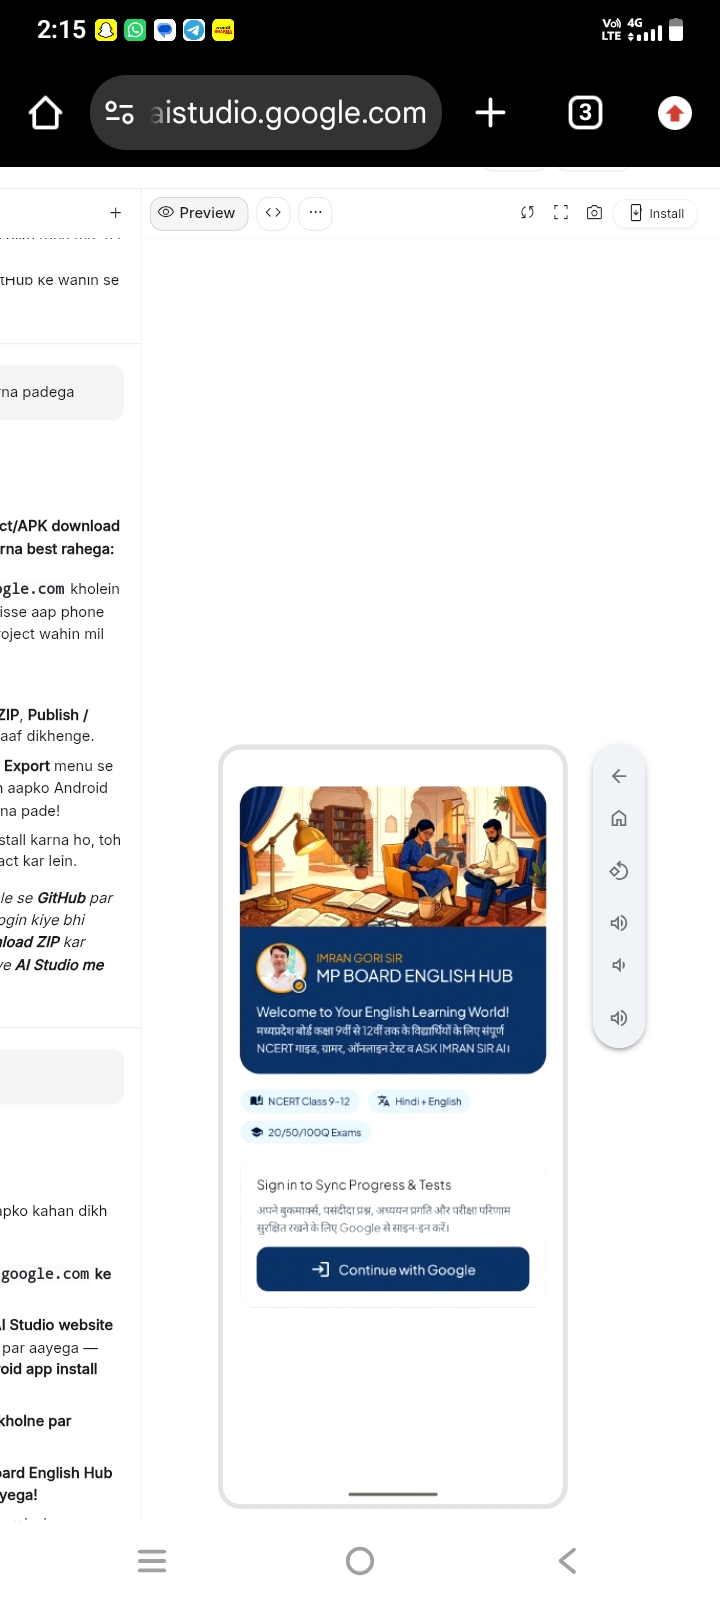 2:15
Vo)) 4G
LTE
aistudio.google.com
3
Preview
Install
tHub ke wahin se
rna padega
ct/APK download
rna best rahega:
ogle.com kholein
isse aap phone
roject wahin mil
ZIP, Publish /
aaf dikhenge.
Export menu se
n aapko Android
na pade!
stall karna ho, toh
act kar lein.
le se GitHub par
ogin kiye bhi
nload ZIP kar
ve AI Studio me
apko kahan dikh
google.com ke
AI Studio website
par aayega —
roid app install
kholne par
oard English Hub
yega!
IMRAN GORI SIR
MP BOARD ENGLISH HUB
Welcome to Your English Learning World!
मध्यप्रदेश बोर्ड कक्षा 9वीं से 12वीं तक के विद्यार्थियों के लिए संपूर्ण
NCERT गाइड, ग्रामर, ऑनलाइन टेस्ट व ASK IMRAN SIR AI।
NCERT Class 9-12
Hindi + English
20/50/100Q Exams
Sign in to Sync Progress & Tests
अपने बुकमार्क्स, पसंदीदा प्रश्न, अध्ययन प्रगति और परीक्षा परिणाम
सुरक्षित रखने के लिए Google से साइन-इन करें।
Continue with Google